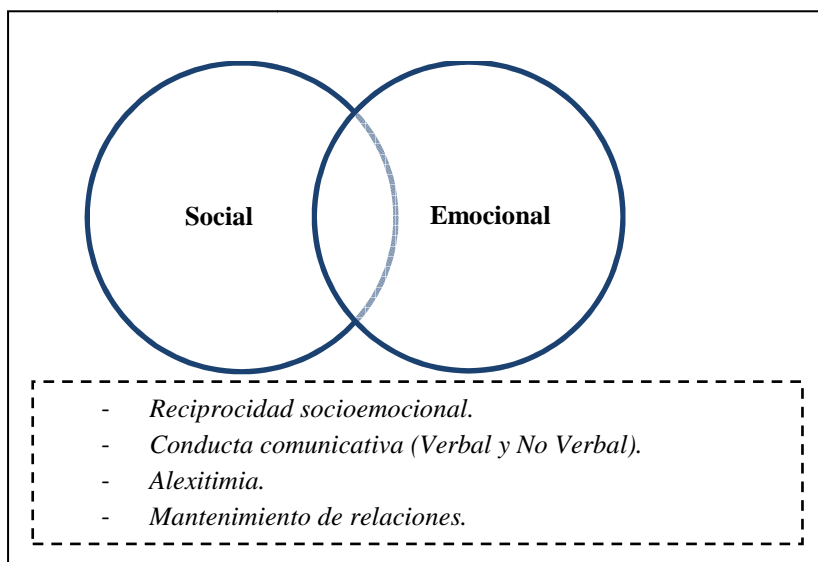 Social
Emocional
- Reciprocidad socioemocional.
- Conducta comunicativa (Verbal y No Verbal).
- Alexitimia.
- Mantenimiento de relaciones.